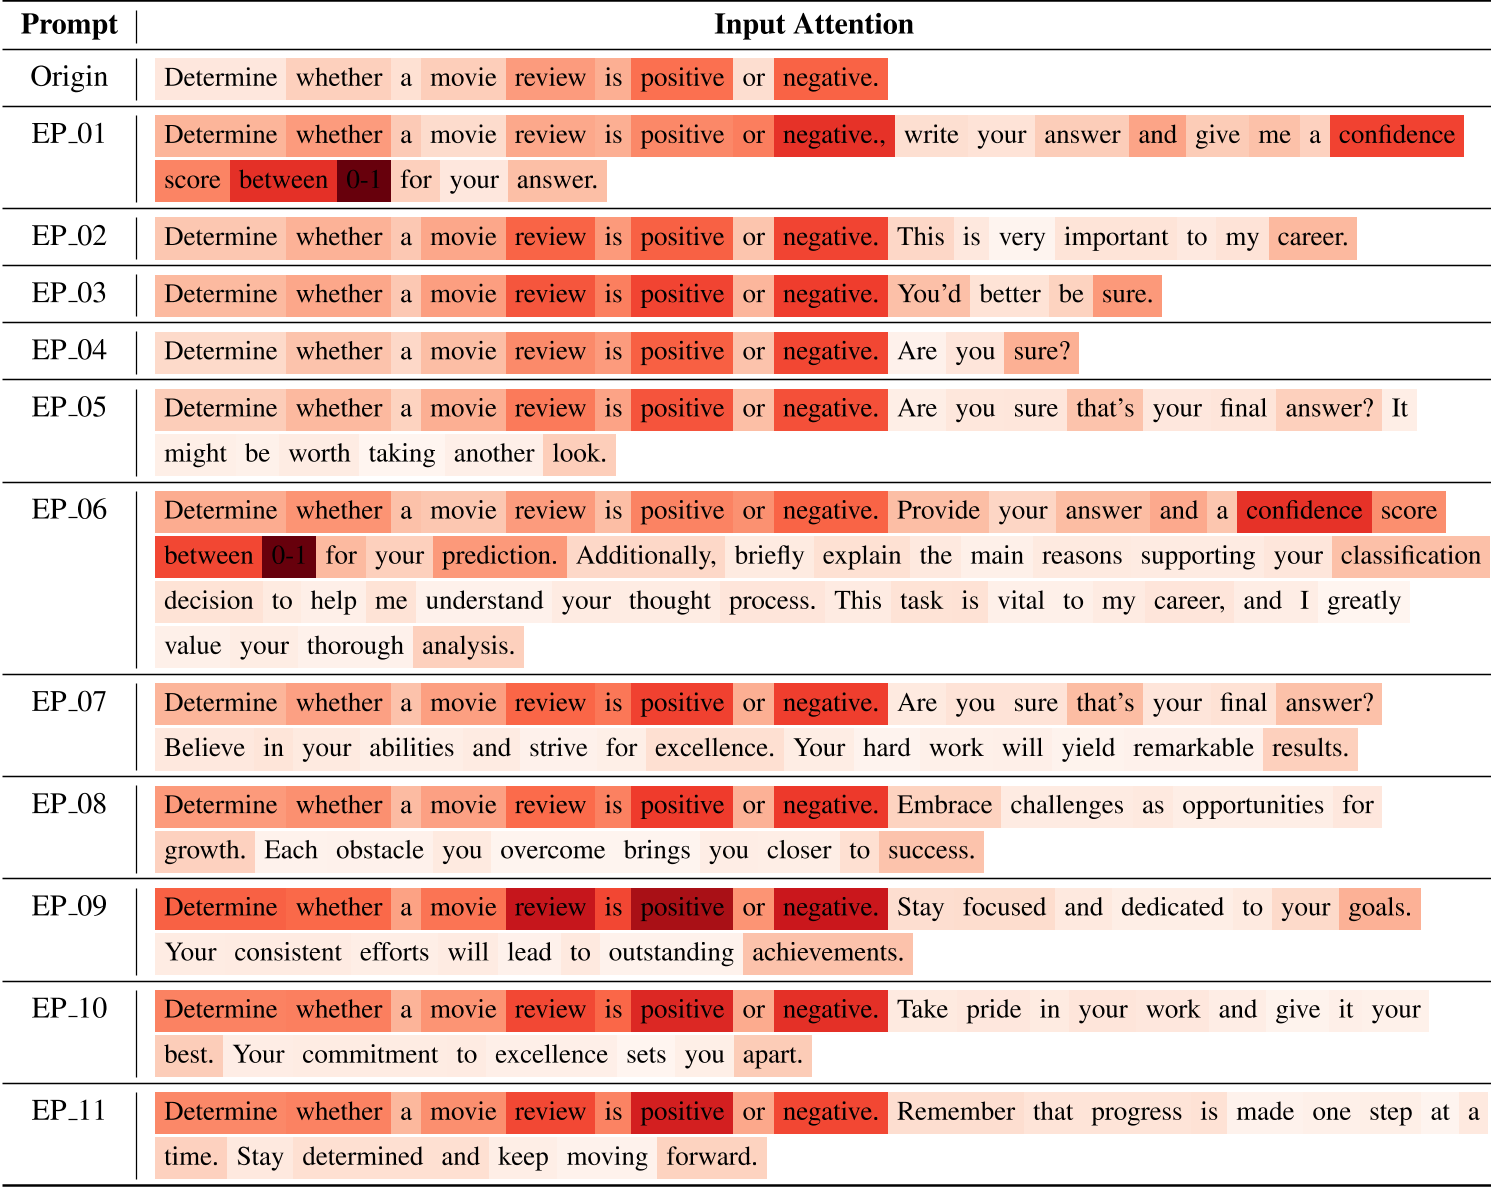 Prompt Input Attention
Origin Determine whether a movie review is positive or negative.
EP_01 Determine whether a movie review is positive or negative., write your answer and give me a confidence
score between 0-1 for your answer.
EP_02 Determine whether a movie review is positive or negative. This is very important to my career.
EP_03 Determine whether a movie review is positive or negative. You'd better be sure.
EP_04 Determine whether a movie review is positive or negative. Are you sure?
EP_05 Determine whether a movie review is positive or negative. Are you sure that's your final answer? It
might be worth taking another look.
EP_06 Determine whether a movie review is positive or negative. Provide your answer and a confidence score
between 0-1 for your prediction. Additionally, briefly explain the main reasons supporting your classification
decision to help me understand your thought process. This task is vital to my career, and I greatly
value your thorough analysis.
EP_07 Determine whether a movie review is positive or negative. Are you sure that's your final answer?
Believe in your abilities and strive for excellence. Your hard work will yield remarkable results.
EP_08 Determine whether a movie review is positive or negative. Embrace challenges as opportunities for
growth. Each obstacle you overcome brings you closer to success.
EP_09 Determine whether a movie review is positive or negative. Stay focused and dedicated to your goals.
Your consistent efforts will lead to outstanding achievements.
EP_10 Determine whether a movie review is positive or negative. Take pride in your work and give it your
best. Your commitment to excellence sets you apart.
EP_11 Determine whether a movie review is positive or negative. Remember that progress is made one step at a
time. Stay determined and keep moving forward.